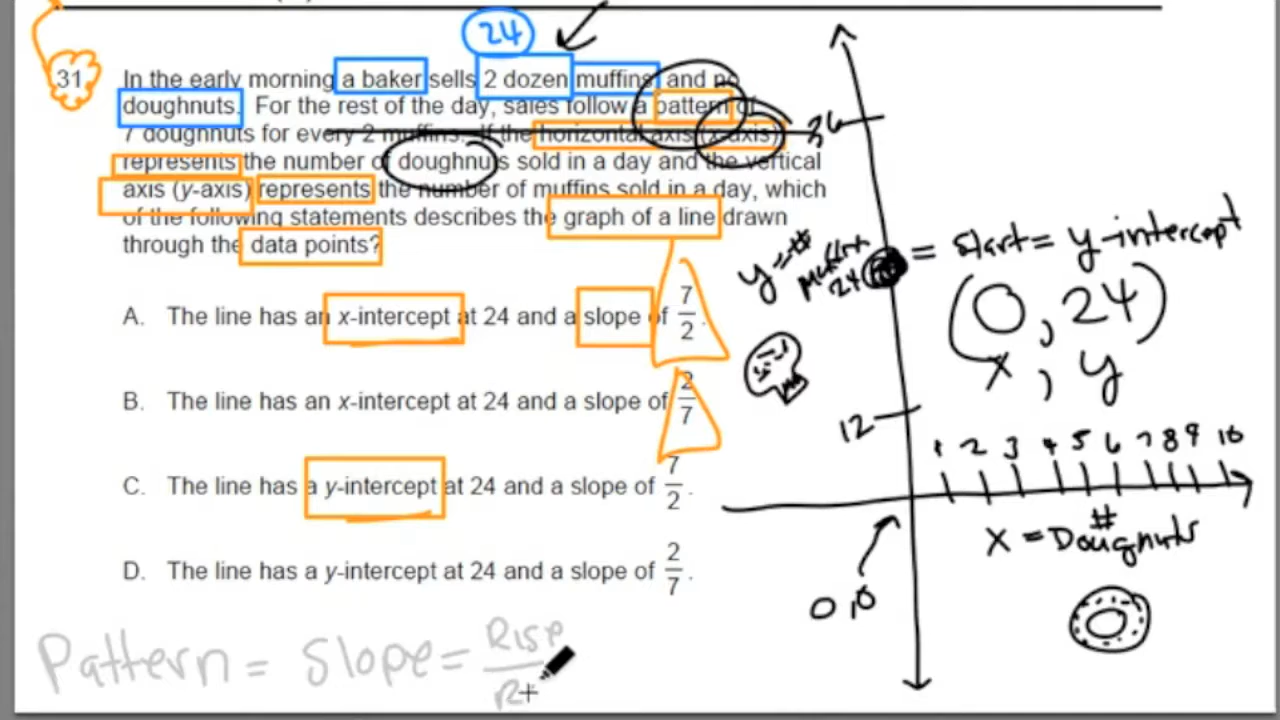 24
31 In the early morning a baker sells 2 dozen muffins and no
doughnuts. For the rest of the day, sales follow a pattern of
7 doughnuts for every 2 muffins. If the horizontal axis (x-axis)
represents the number of doughnuts sold in a day and the vertical
axis (y-axis) represents the number of muffins sold in a day, which
of the following statements describes the graph of a line drawn
through the data points?
A. The line has an x-intercept at 24 and a slope of 7/2.
B. The line has an x-intercept at 24 and a slope of 2/7
C. The line has a y-intercept at 24 and a slope of 7/2.
D. The line has a y-intercept at 24 and a slope of 2/7.
Pattern = Slope = Rise
R
36
y = #
Muffins
24
= Start = y-intercept
(0, 24)
x, y
12
1 2 3 4 5 6 7 8 9 10
#
X = Dougnuts
0,0